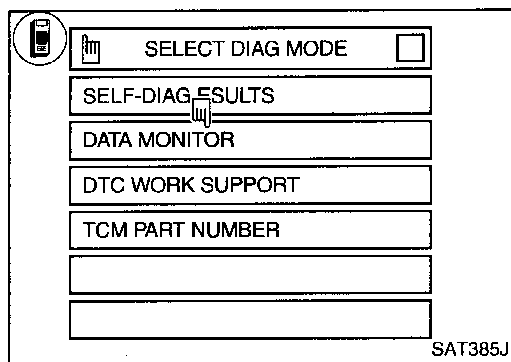 SELECT DIAG MODE
SELF-DIAG ESULTS
DATA MONITOR
DTC WORK SUPPORT
TCM PART NUMBER
SAT385J